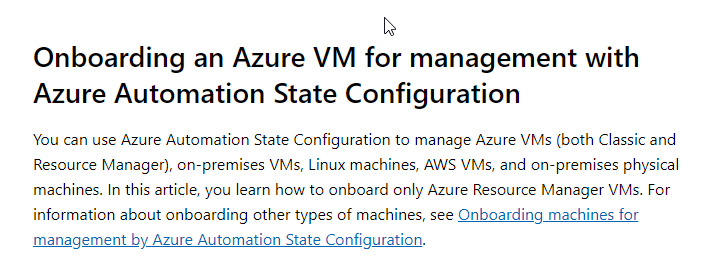 Onboarding an Azure VM for management with
Azure Automation State Configuration
You can use Azure Automation State Configuration to manage Azure VMs (both Classic and
Resource Manager), on-premises VMs, Linux machines, AWS VMs, and on-premises physical
machines. In this article, you learn how to onboard only Azure Resource Manager VMs. For
information about onboarding other types of machines, see Onboarding machines for
management by Azure Automation State Configuration.